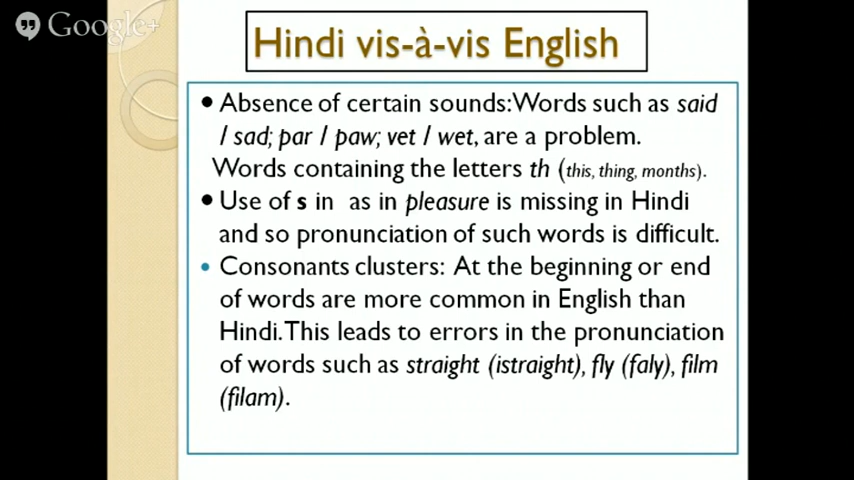 Google+
Hindi vis-à-vis English
• Absence of certain sounds:Words such as said
/ sad; par / paw; vet / wet, are a problem.
Words containing the letters th (this, thing, months).
• Use of s in as in pleasure is missing in Hindi
and so pronunciation of such words is difficult.
• Consonants clusters: At the beginning or end
of words are more common in English than
Hindi.This leads to errors in the pronunciation
of words such as straight (istraight), fly (faly), film
(filam).